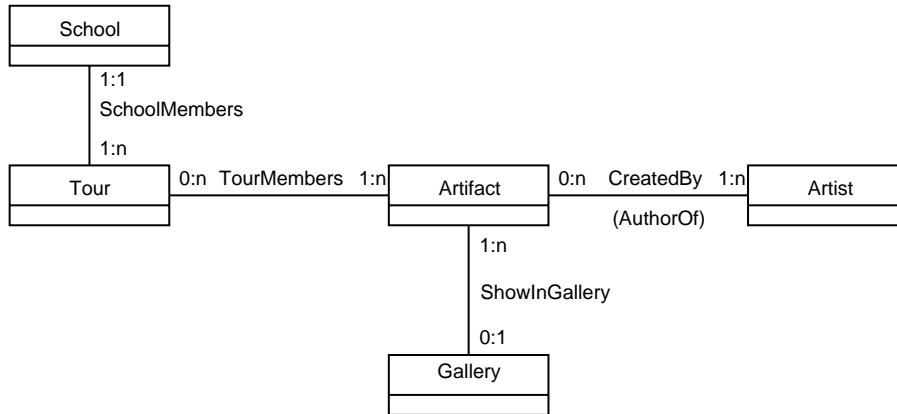 School
1:1
SchoolMembers
1:n
Tour
0:n TourMembers 1:n
Artifact
0:n CreatedBy 1:n
(AuthorOf)
Artist
1:n
ShowInGallery
0:1
Gallery